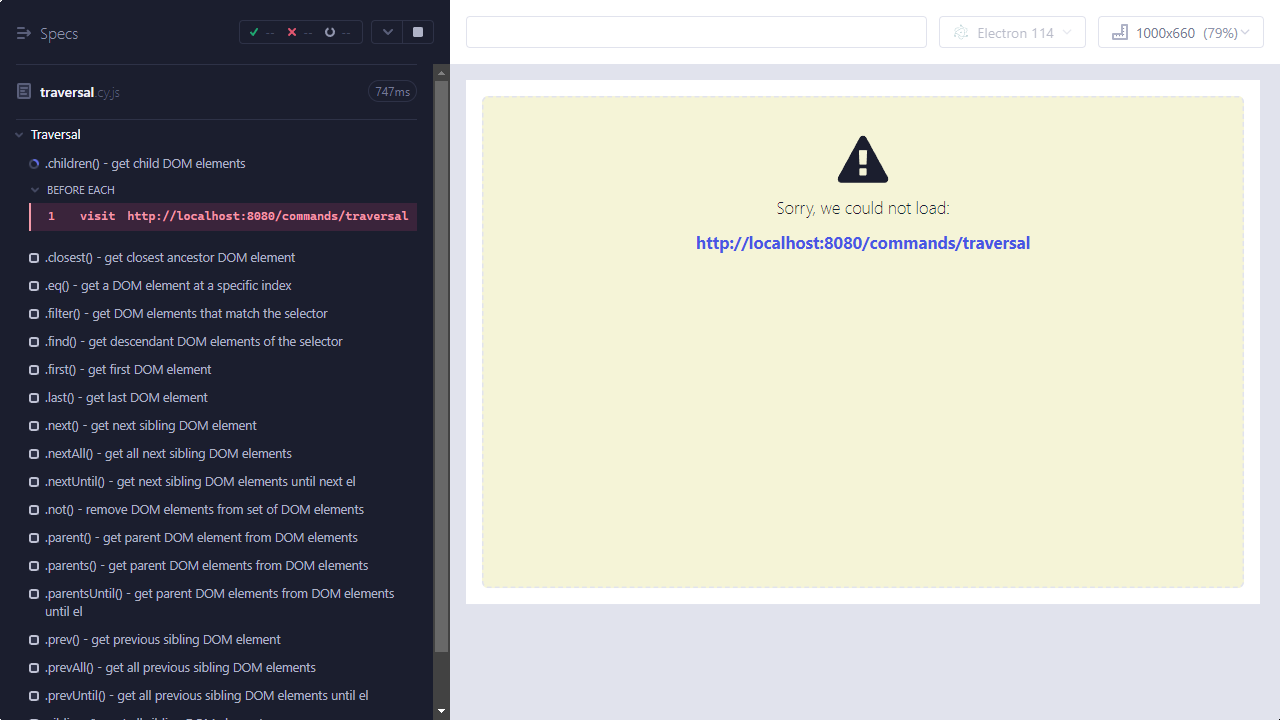 Specs
--
--
--
traversal.cy.js
747ms
Traversal
.children() - get child DOM elements
BEFORE EACH
1 visit http://localhost:8080/commands/traversal
.closest() - get closest ancestor DOM element
.eq() - get a DOM element at a specific index
.filter() - get DOM elements that match the selector
.find() - get descendant DOM elements of the selector
.first() - get first DOM element
.last() - get last DOM element
.next() - get next sibling DOM element
.nextAll() - get all next sibling DOM elements
.nextUntil() - get next sibling DOM elements until next el
.not() - remove DOM elements from set of DOM elements
.parent() - get parent DOM element from DOM elements
.parents() - get parent DOM elements from DOM elements
.parentsUntil() - get parent DOM elements from DOM elements
until el
.prev() - get previous sibling DOM element
.prevAll() - get all previous sibling DOM elements
.prevUntil() - get all previous sibling DOM elements until el
Electron 114
1000x660 (79%)
Sorry, we could not load:
http://localhost:8080/commands/traversal